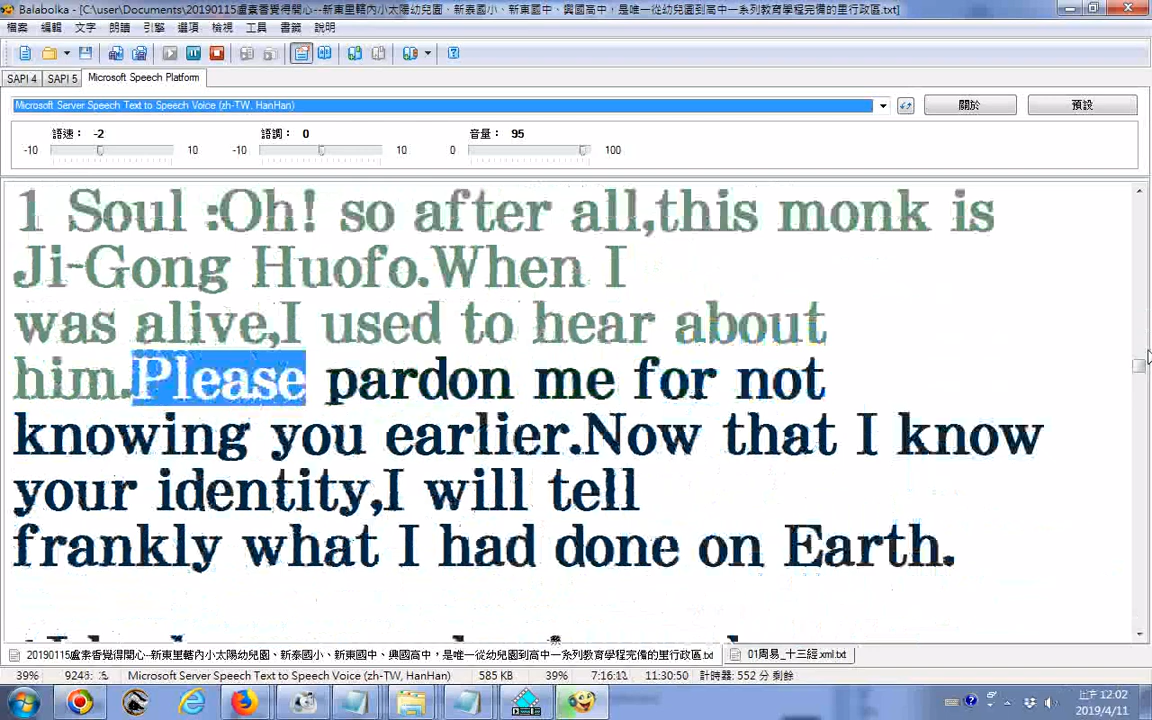 Balabolka - [C:\user\Documents\20190115盧素香覺得開心--新東里轄內小太陽幼兒園、新泰國小、新東國中、興國高中，是唯一從幼兒園到高中一系列教育學程完備的里行政區.txt]
檔案 編輯 文字 朗讀 引擎 選項 檢視 工具 書籤 說明
SAPI 4 SAPI 5 Microsoft Speech Platform
Microsoft Server Speech Text to Speech Voice (zh-TW, HanHan) 關於 預設
語速： -2 語調： 0 音量： 95
-10 10 -10 10 0 100
1 Soul :Oh! so after all,this monk is
Ji-Gong Huofo.When I
was alive,I used to hear about
him.Please pardon me for not
knowing you earlier.Now that I know
your identity,I will tell
frankly what I had done on Earth.
20190115盧素香覺得開心--新東里轄內小太陽幼兒園、新泰國小、新東國中、興國高中，是唯一從幼兒園到高中一系列教育學程完備的里行政區.txt 01周易_十三經.xml.txt
39% Microsoft Server Speech Text to Speech Voice (zh-TW, HanHan) 585 KB 39% 7:16:12 11:30:50 計時器： 552 分 剩餘
上午 12:02
2019/4/11